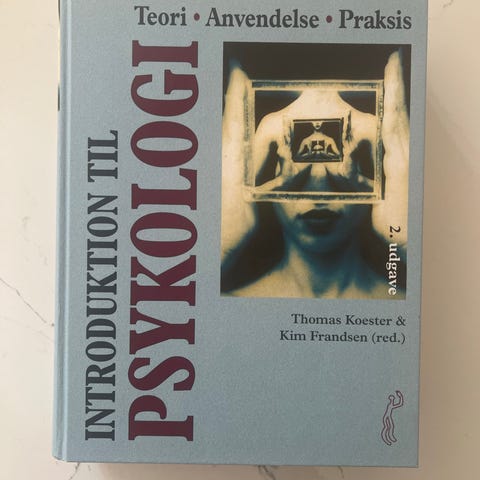 Teori • Anvendelse • Praksis
INTRODUKTION TIL
PSYKOLOGI
2. udgave
Thomas Koester &
Kim Frandsen (red.)